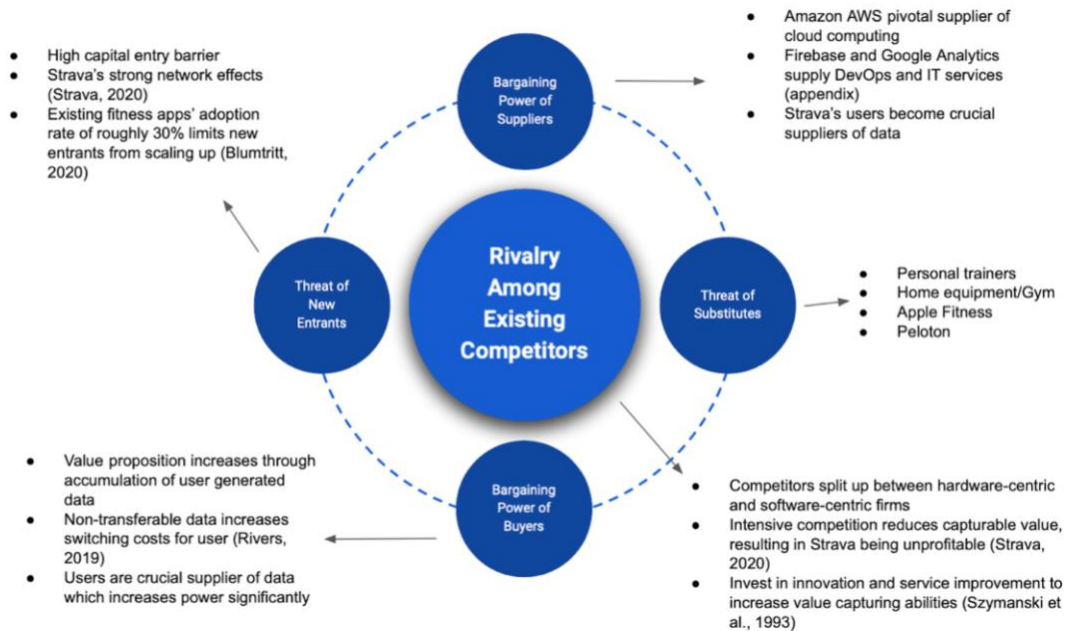 ● High capital entry barrier
● Strava's strong network effects
(Strava, 2020)
● Existing fitness apps' adoption
rate of roughly 30% limits new
entrants from scaling up (Blumtritt,
2020)
Bargaining
Power of
Suppliers
● Amazon AWS pivotal supplier of
cloud computing
● Firebase and Google Analytics
supply DevOps and IT services
(appendix)
● Strava's users become crucial
suppliers of data
Threat of
New
Entrants
Rivalry
Among
Existing
Competitors
Threat of
Substitutes
● Personal trainers
● Home equipment/Gym
● Apple Fitness
● Peloton
● Value proposition increases through
accumulation of user generated
data
● Non-transferable data increases
switching costs for user (Rivers,
2019)
● Users are crucial supplier of data
which increases power significantly
Bargaining
Power of
Buyers
● Competitors split up between hardware-centric
and software-centric firms
● Intensive competition reduces capturable value,
resulting in Strava being unprofitable (Strava,
2020)
● Invest in innovation and service improvement to
increase value capturing abilities (Szymanski et
al., 1993)